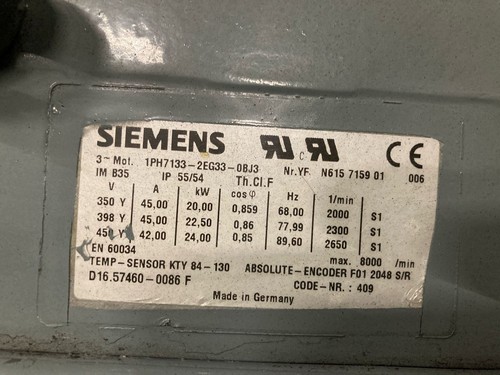 SIEMENS
3~Mot. 1PH7133-2EG33-08J3 Nr.YF. N615 7159 01 006
IM B35 IP 55/54 Th.Cl.F
V A kW cosφ Hz 1/min
350 Y 45,00 20,00 0,859 68,00 2000 S1
398 Y 45,00 22,50 0,86 77,99 2300 S1
Y 42,00 24,00 0,85 89,60 2650 S1
EN 60034 max. 8000 /min
TEMP-SENSOR KTY 84-130 ABSOLUTE-ENCODER F01 2048 S/R
D16.57460-0086 F CODE-NR.: 409
Made in Germany